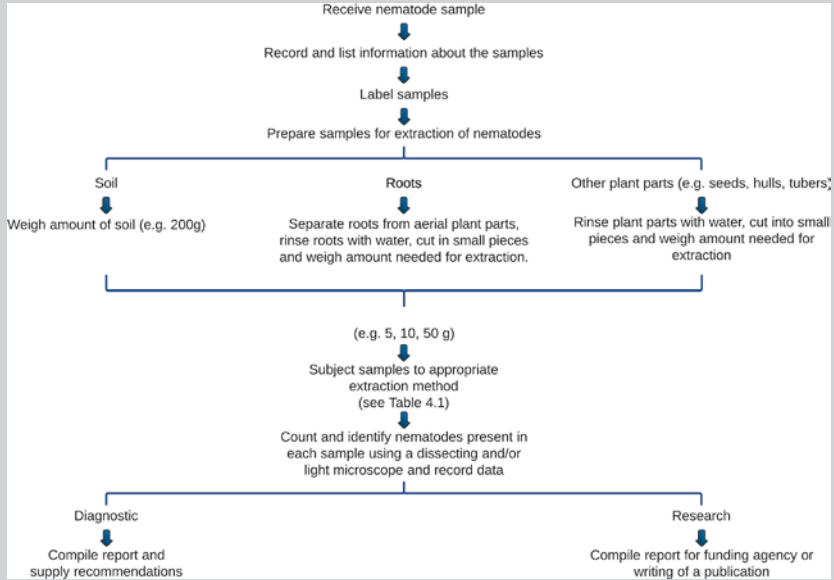 Receive nematode sample
Record and list information about the samples
Label samples
Prepare samples for extraction of nematodes
Soil
Weigh amount of soil (e.g. 200g)
Roots
Separate roots from aerial plant parts,
rinse roots with water, cut in small pieces
and weigh amount needed for extraction.
Other plant parts (e.g. seeds, hulls, tubers)
Rinse plant parts with water, cut into small
pieces and weigh amount needed for
extraction
(e.g. 5, 10, 50 g)
Subject samples to appropriate
extraction method
(see Table 4.1)
Count and identify nematodes present in
each sample using a dissecting and/or
light microscope and record data
Diagnostic
Compile report and
supply recommendations
Research
Compile report for funding agency or
writing of a publication